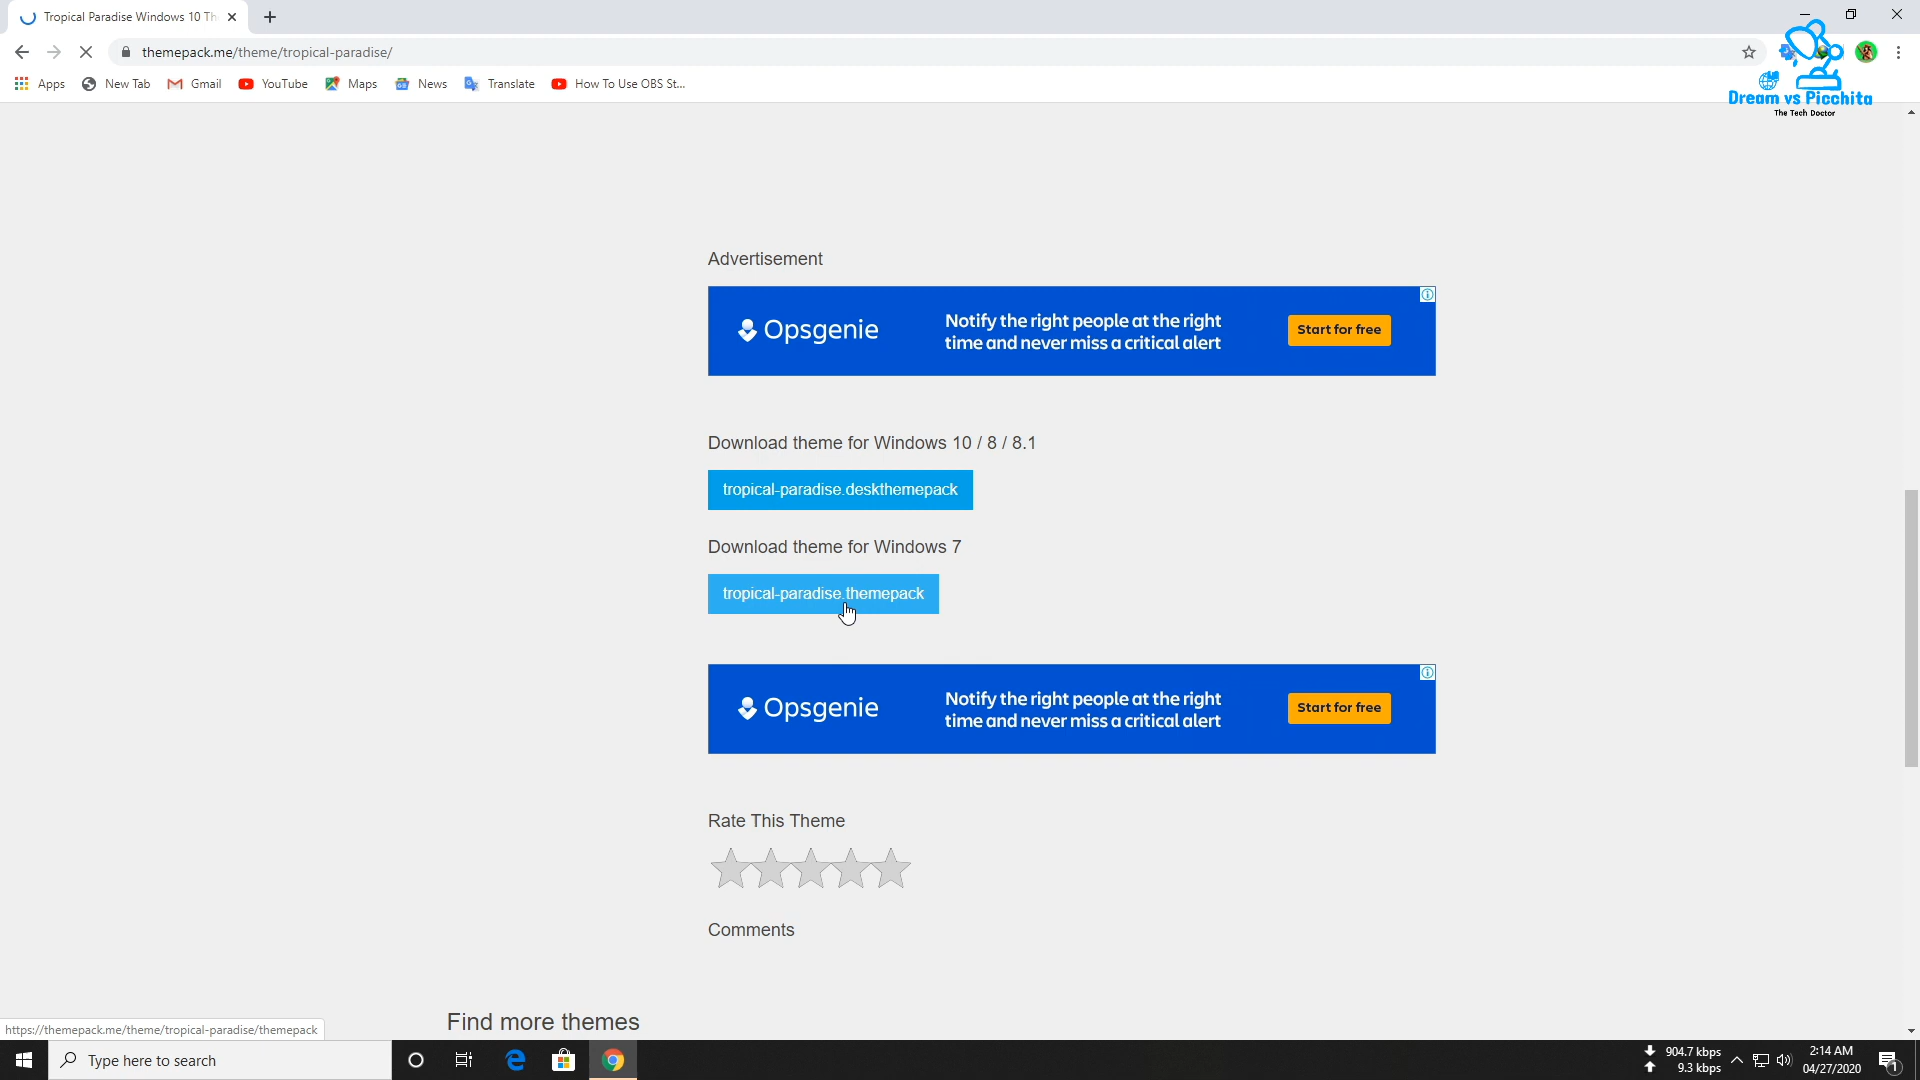 Tropical Paradise Windows 10 Th
themepack.me/theme/tropical-paradise/
Apps
New Tab
Gmail
YouTube
Maps
News
Translate
How To Use OBS St...
Dream vs Picchita
The Tech Doctor
Advertisement
Opsgenie
Notify the right people at the right
time and never miss a critical alert
Start for free
Download theme for Windows 10 / 8 / 8.1
tropical-paradise.deskthemepack
Download theme for Windows 7
tropical-paradise.themepack
Opsgenie
Notify the right people at the right
time and never miss a critical alert
Start for free
Rate This Theme
Comments
Find more themes
https://themepack.me/theme/tropical-paradise/themepack
Type here to search
904.7 kbps
9.3 kbps
2:14 AM
04/27/2020
1